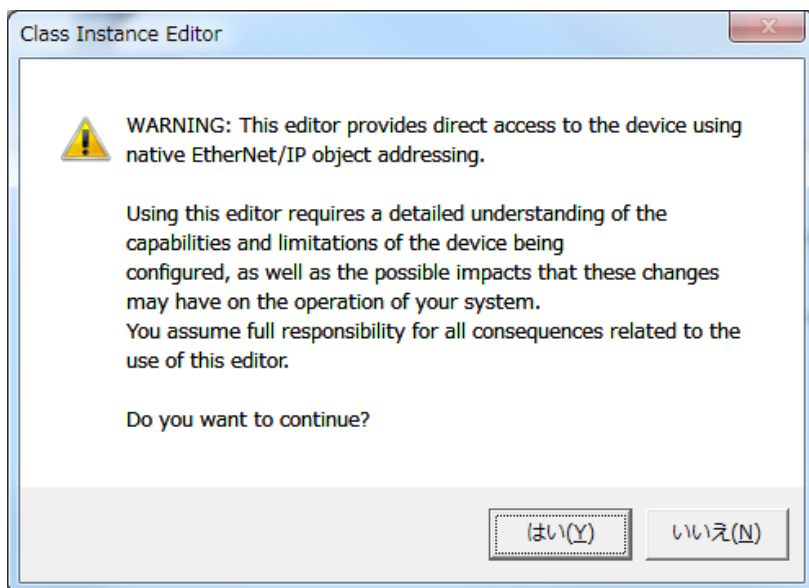 Class Instance Editor
WARNING: This editor provides direct access to the device using
native EtherNet/IP object addressing.
Using this editor requires a detailed understanding of the
capabilities and limitations of the device being
configured, as well as the possible impacts that these changes
may have on the operation of your system.
You assume full responsibility for all consequences related to the
use of this editor.
Do you want to continue?
はい(Y) いいえ(N)